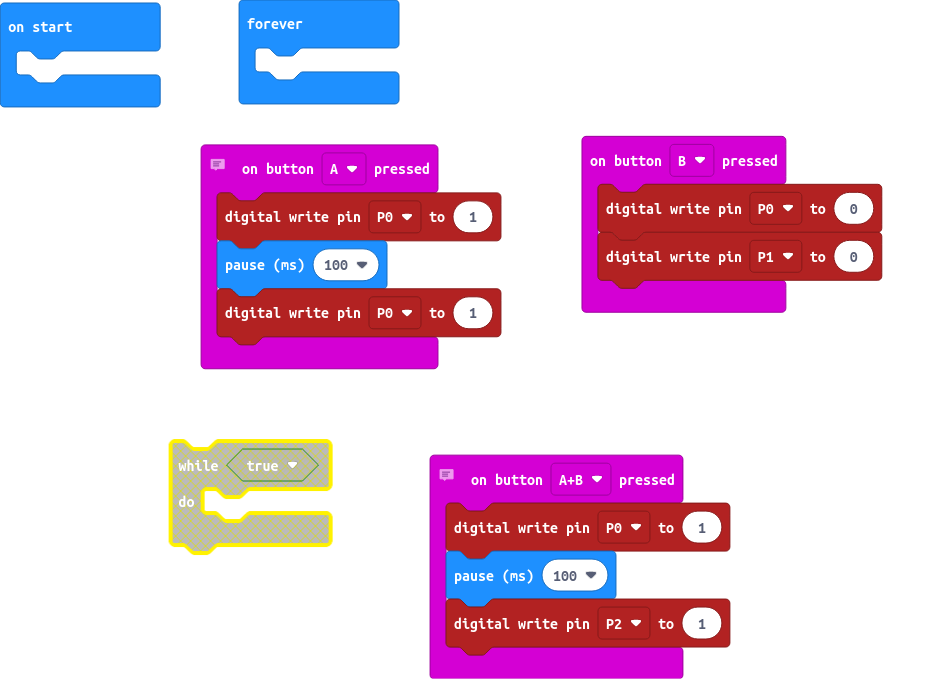 on start
forever
on button A pressed
digital write pin P0 to 1
pause (ms) 100
digital write pin P0 to 1
on button B pressed
digital write pin P0 to 0
digital write pin P1 to 0
while true
do
on button A+B pressed
digital write pin P0 to 1
pause (ms) 100
digital write pin P2 to 1